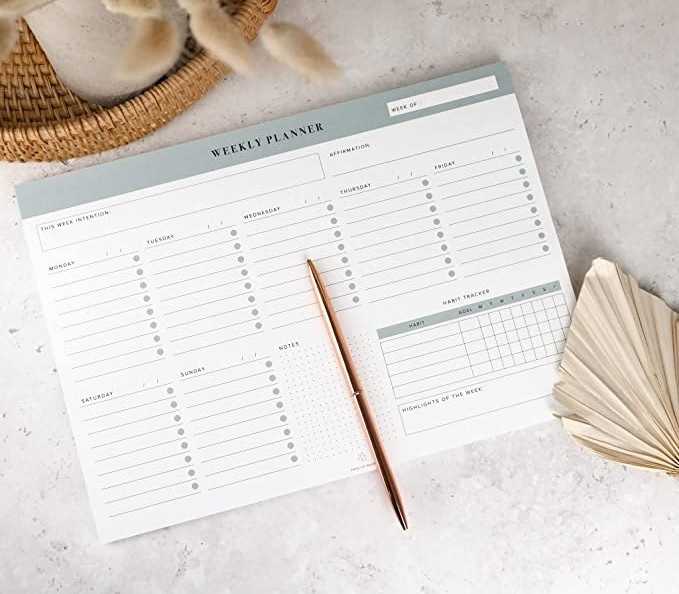 WEEKLY PLANNER
WEEK OF :
THIS WEEK INTENTION:
AFFIRMATION:
MONDAY / /
TUESDAY / /
WEDNESDAY / /
THURSDAY / /
FRIDAY / /
SATURDAY / /
SUNDAY / /
NOTES
HABIT TRACKER
HABIT GOAL M T W T F S S ✓
HIGHLIGHTS OF THE WEEK: